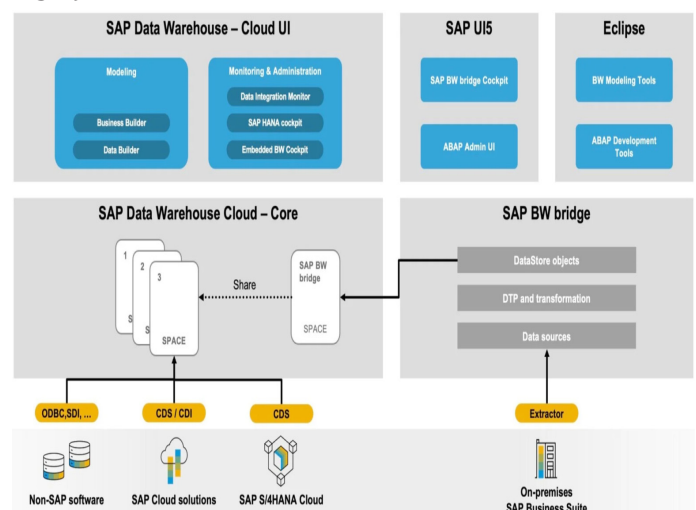 SAP Data Warehouse – Cloud UI
Modeling
Business Builder
Data Builder
Monitoring & Administration
Data Integration Monitor
SAP HANA cockpit
Embedded BW Cockpit
SAP UI5
SAP BW bridge Cockpit
ABAP Admin UI
Eclipse
BW Modeling Tools
ABAP Development
Tools
SAP Data Warehouse Cloud – Core
1
2
3
S
S
SPACE
Share
SAP BW
bridge
SPACE
SAP BW bridge
DataStore objects
DTP and transformation
Data sources
ODBC,SDI, ...
CDS / CDI
CDS
Extractor
Non-SAP software
SAP Cloud solutions
SAP S/4HANA Cloud
On-premises
SAP Business Suite